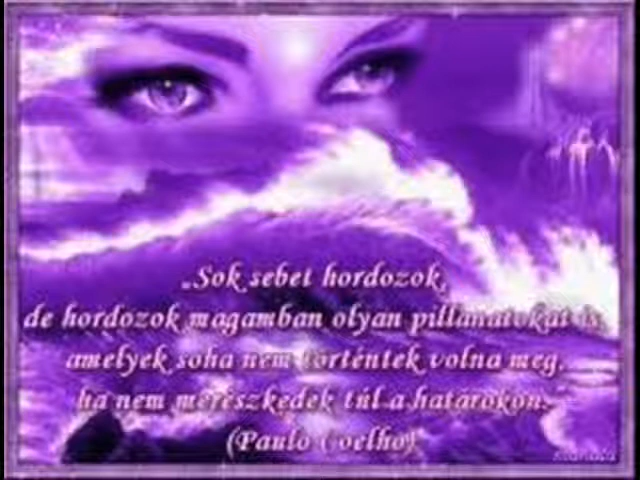 „Sok sebet hordozok,
de hordozok magamban olyan pillanatokat is,
amelyek soha nem történtek volna meg,
ha nem merészkedek túl a határokon."
(Paulo Coelho)